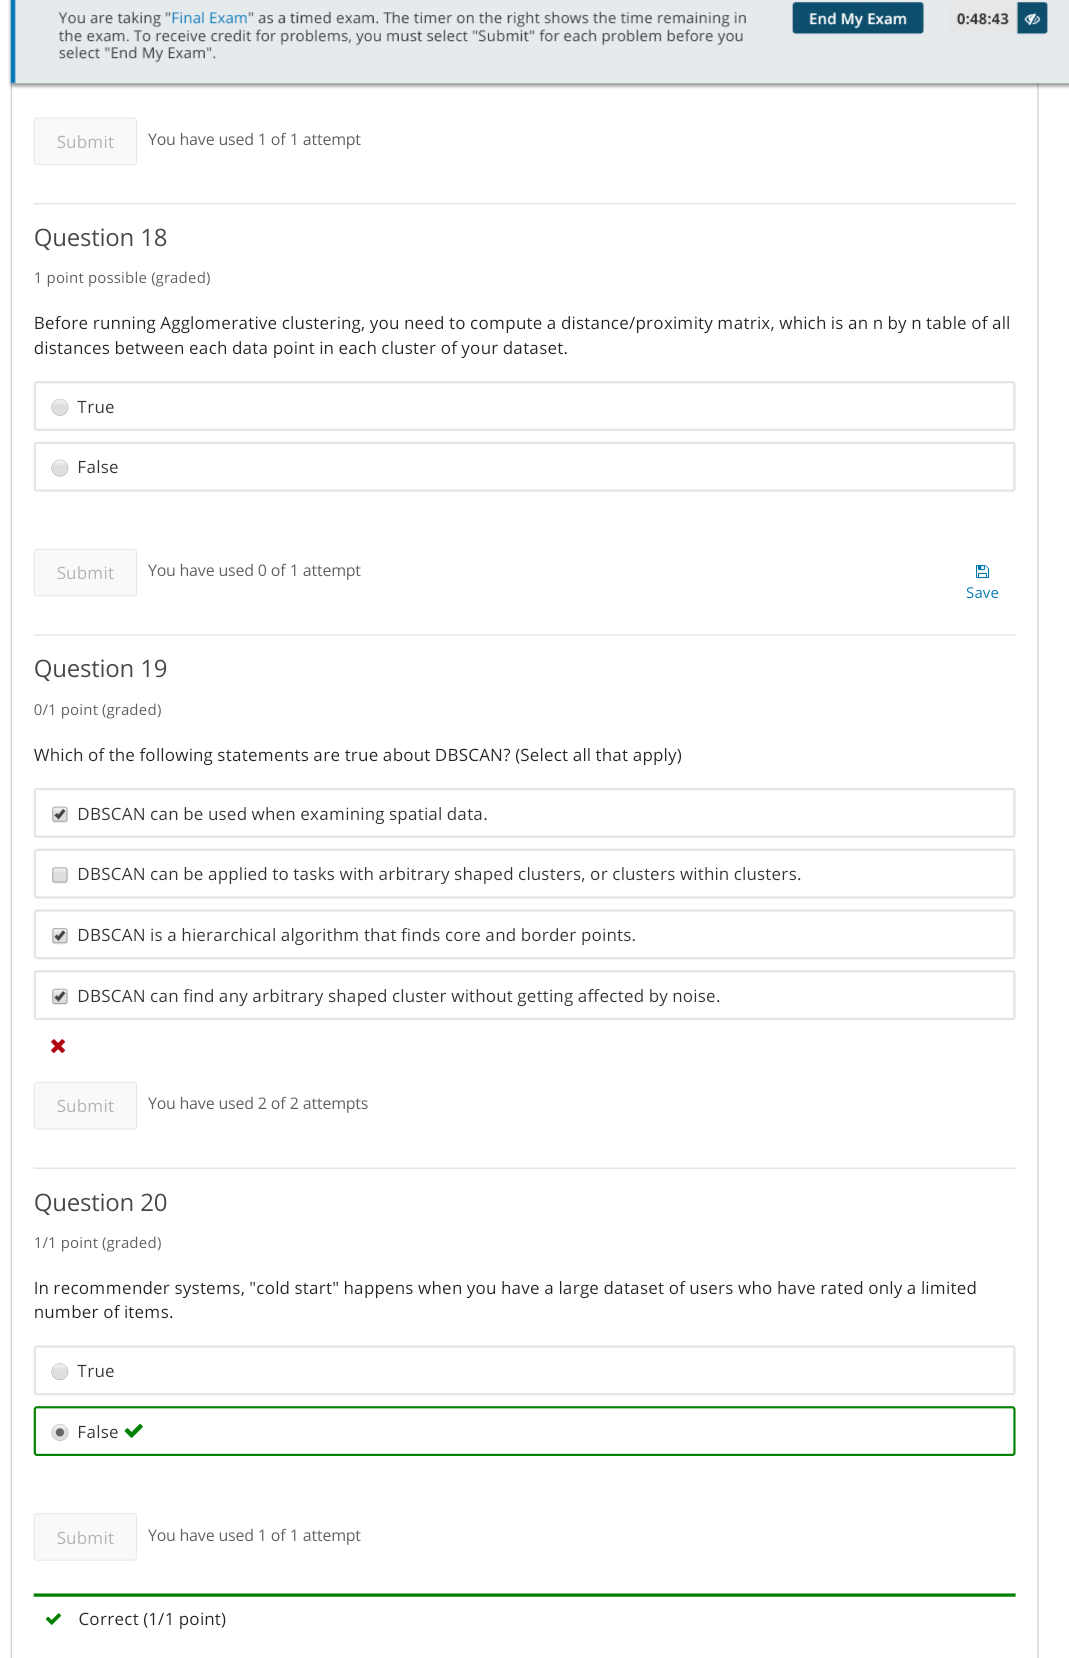 You are taking "Final Exam" as a timed exam. The timer on the right shows the time remaining in
the exam. To receive credit for problems, you must select "Submit" for each problem before you
select "End My Exam".
End My Exam
0:48:43
Submit
You have used 1 of 1 attempt
Question 18
1 point possible (graded)
Before running Agglomerative clustering, you need to compute a distance/proximity matrix, which is an n by n table of all
distances between each data point in each cluster of your dataset.
True
False
Submit
You have used 0 of 1 attempt
Save
Question 19
0/1 point (graded)
Which of the following statements are true about DBSCAN? (Select all that apply)
DBSCAN can be used when examining spatial data.
DBSCAN can be applied to tasks with arbitrary shaped clusters, or clusters within clusters.
DBSCAN is a hierarchical algorithm that finds core and border points.
DBSCAN can find any arbitrary shaped cluster without getting affected by noise.
Submit
You have used 2 of 2 attempts
Question 20
1/1 point (graded)
In recommender systems, "cold start" happens when you have a large dataset of users who have rated only a limited
number of items.
True
False
Submit
You have used 1 of 1 attempt
Correct (1/1 point)